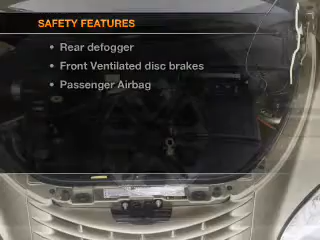 SAFETY FEATURES
• Rear defogger
• Front Ventilated disc brakes
• Passenger Airbag